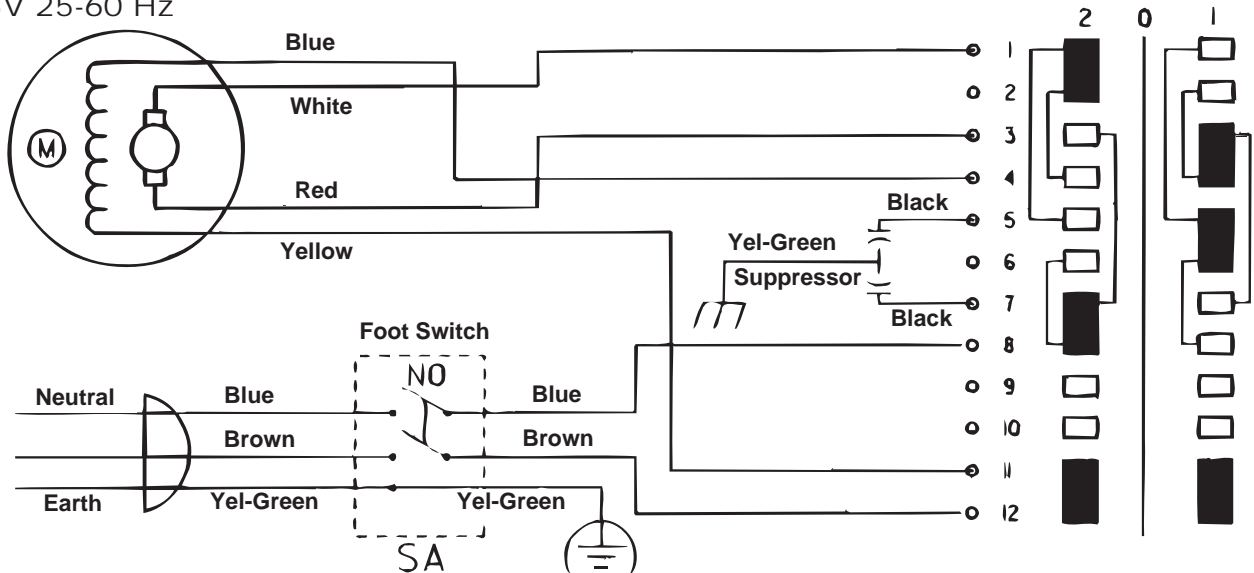 V 25-60 Hz
2 0 1
Blue
White
Red
Yellow
M
1
2
3
4
5
6
7
8
9
10
11
12
Black
Yel-Green
Suppressor
Black
Foot Switch
NO
Neutral
Blue
Blue
Brown
Brown
Earth
Yel-Green
Yel-Green
SA